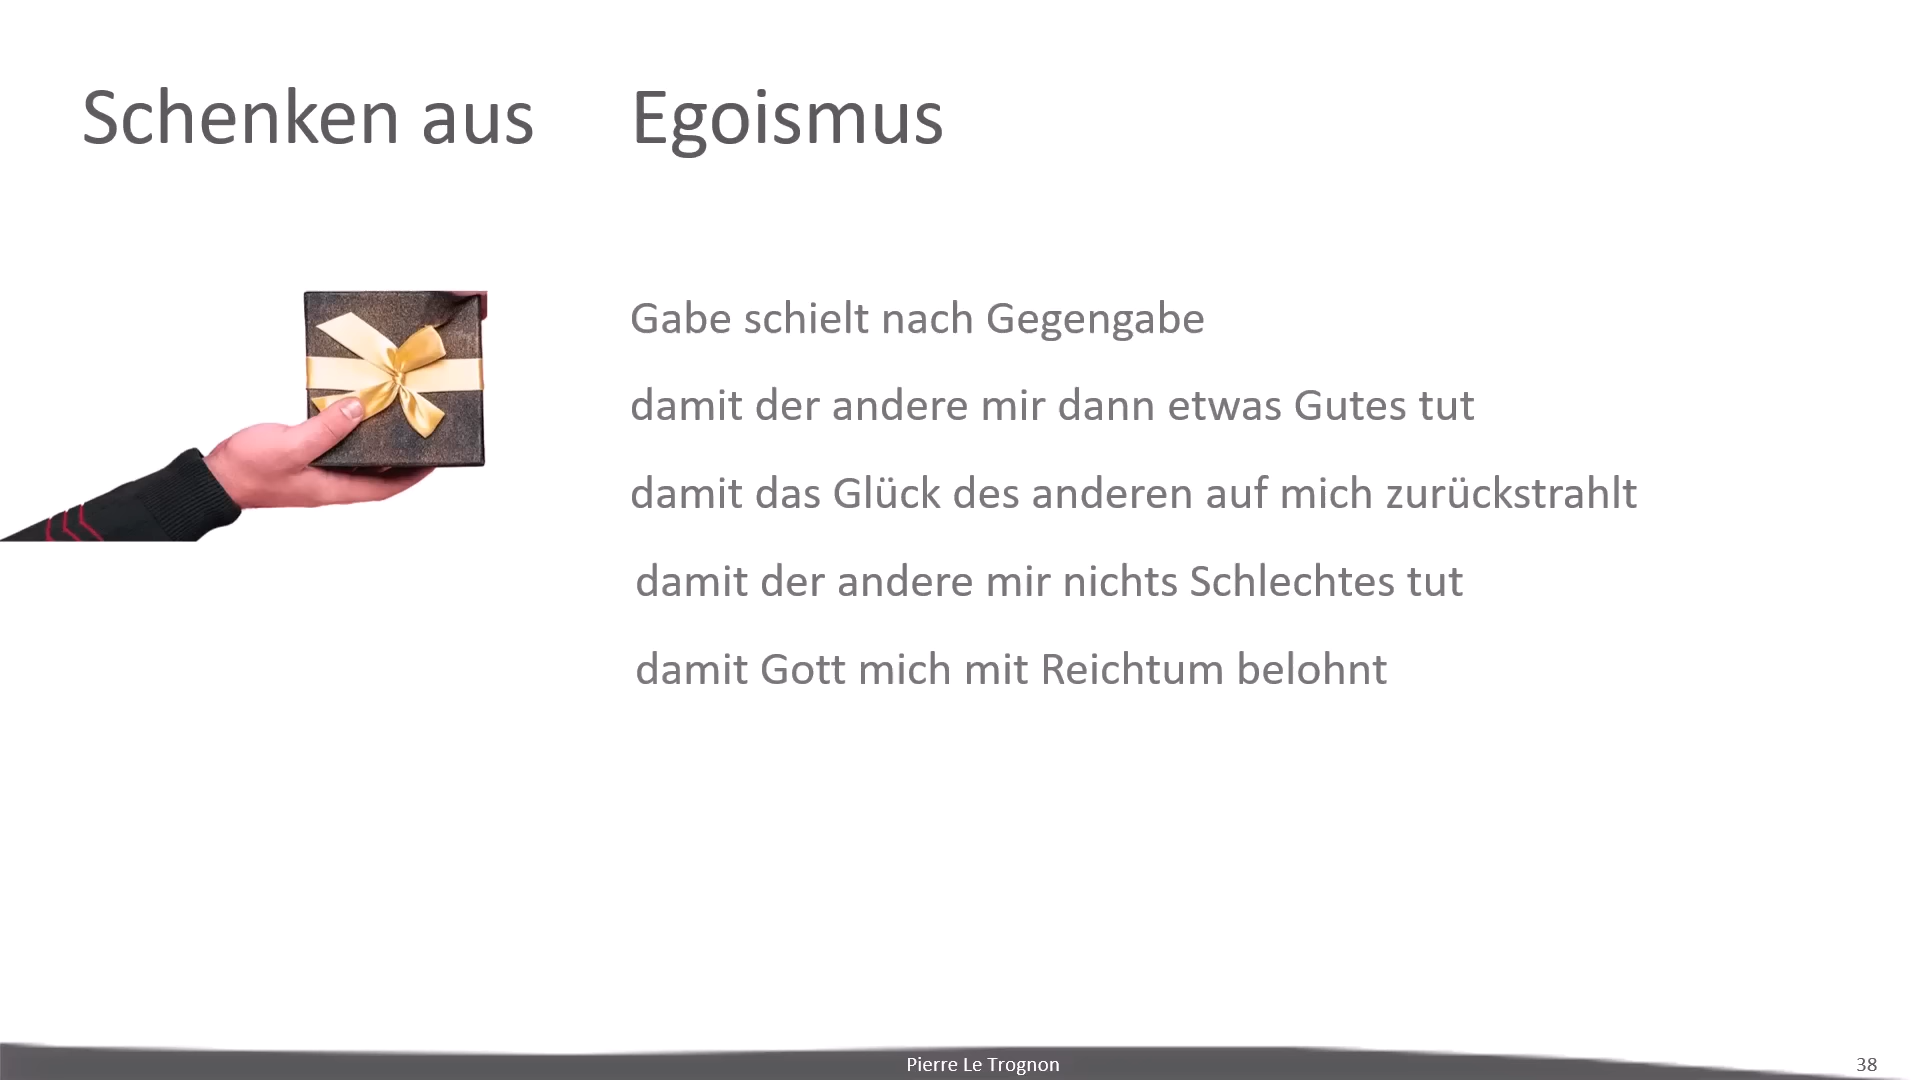 Schenken aus Egoismus
Gabe schielt nach Gegengabe
damit der andere mir dann etwas Gutes tut
damit das Glück des anderen auf mich zurückstrahlt
damit der andere mir nichts Schlechtes tut
damit Gott mich mit Reichtum belohnt
Pierre Le Trognon
38